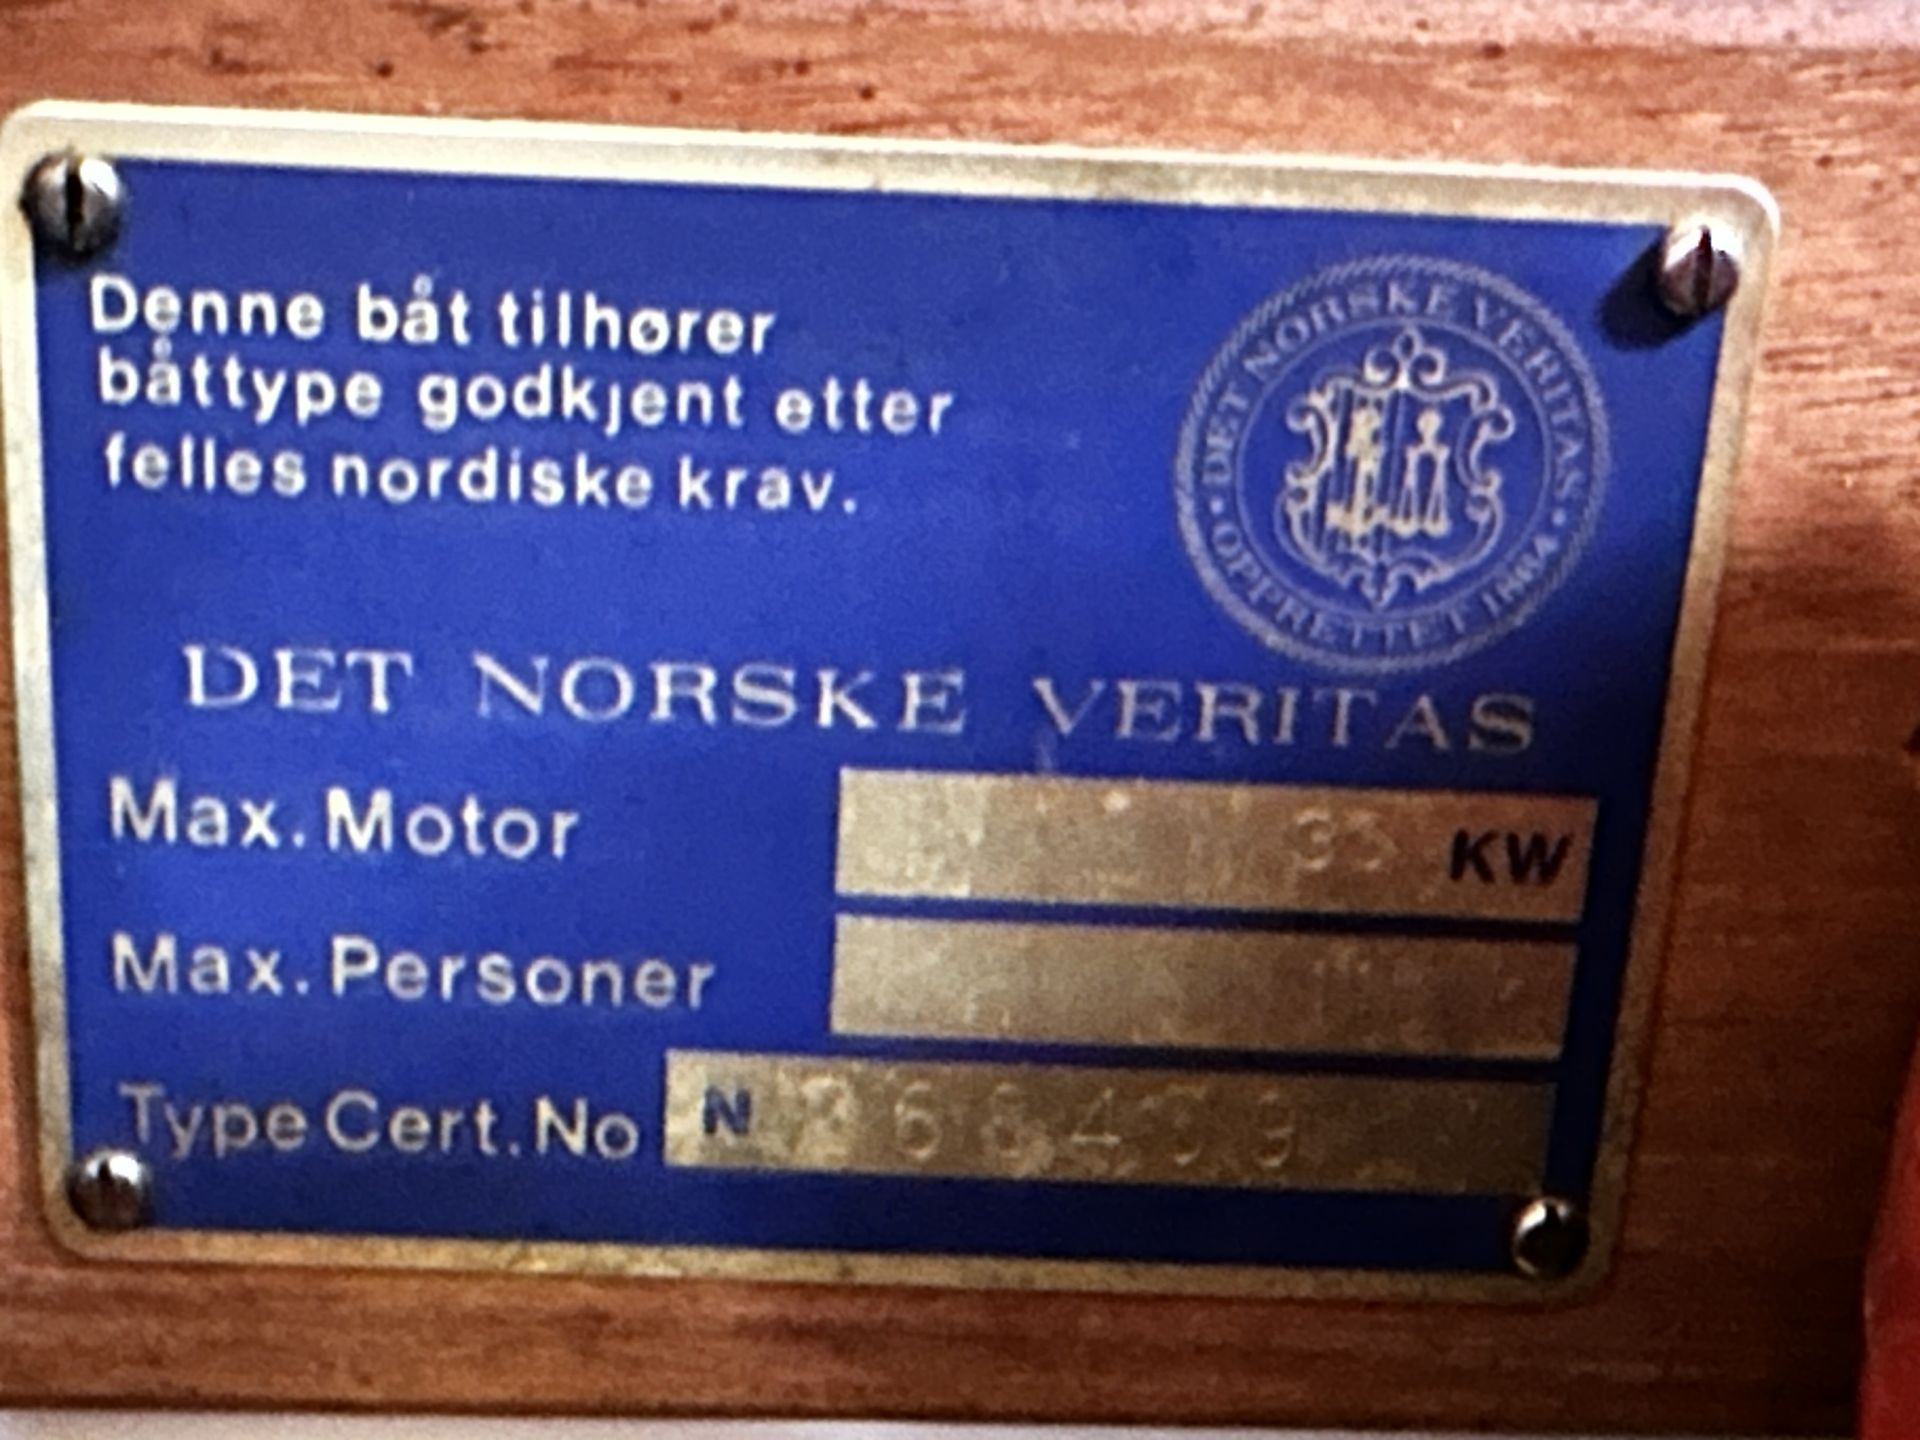 Denne båt tilhører
båttype godkjent etter
felles nordiske krav.
DET NORSKE VERITAS
OPPRETTET 1864
DET NORSKE VERITAS
Max. Motor 33 KW
Max. Personer
Type Cert. No N